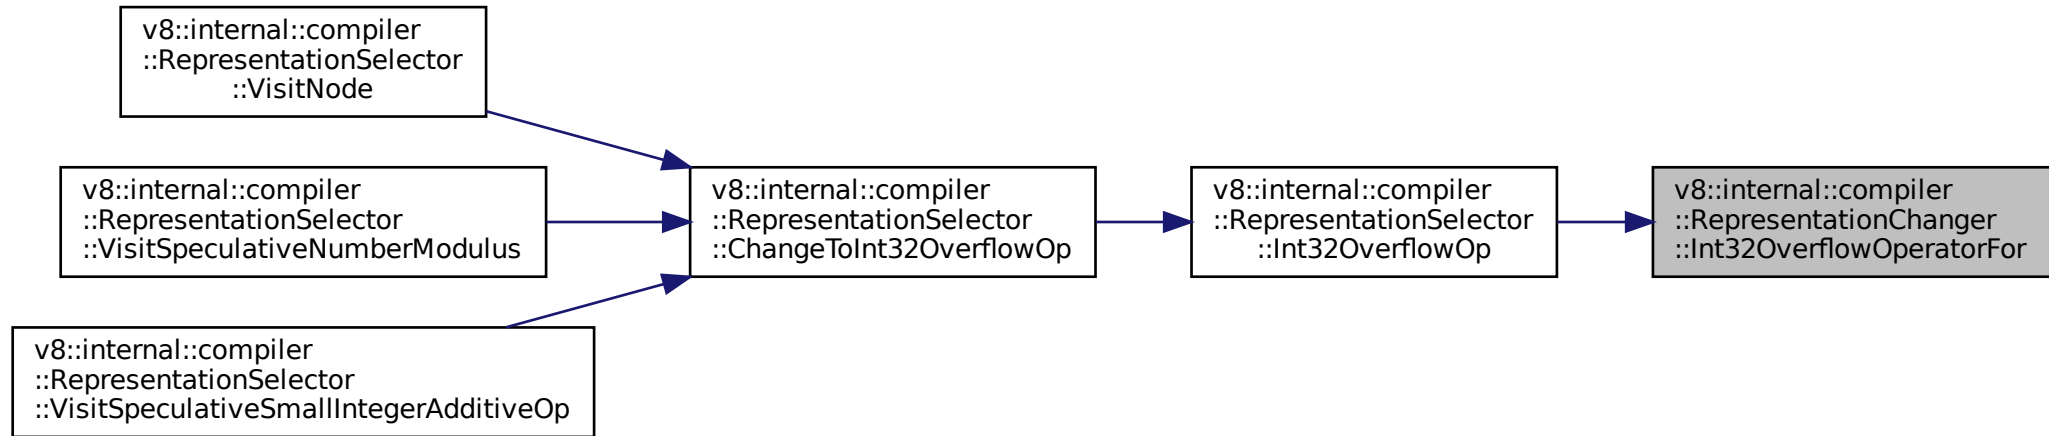 v8::internal::compiler
::RepresentationSelector
::VisitNode
v8::internal::compiler
::RepresentationSelector
::VisitSpeculativeNumberModulus
v8::internal::compiler
::RepresentationSelector
::VisitSpeculativeSmallIntegerAdditiveOp
v8::internal::compiler
::RepresentationSelector
::ChangeToInt32OverflowOp
v8::internal::compiler
::RepresentationSelector
::Int32OverflowOp
v8::internal::compiler
::RepresentationChanger
::Int32OverflowOperatorFor